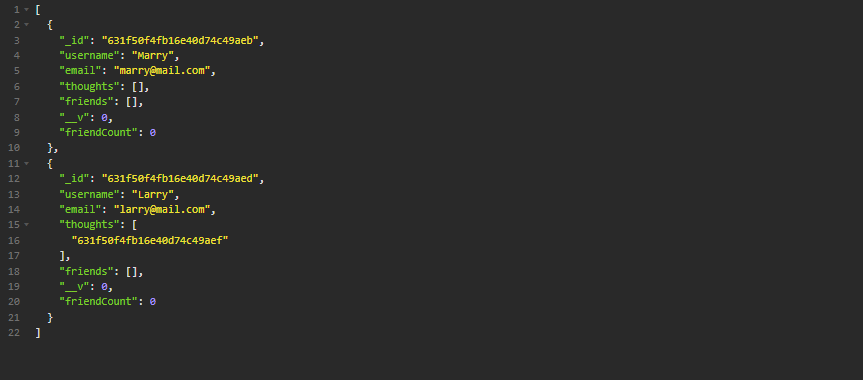 1 [
2 {
3 "_id": "631f50f4fb16e40d74c49aeb",
4 "username": "Marry",
5 "email": "marry@mail.com",
6 "thoughts": [],
7 "friends": [],
8 "__v": 0,
9 "friendCount": 0
10 },
11 {
12 "_id": "631f50f4fb16e40d74c49aed",
13 "username": "Larry",
14 "email": "larry@mail.com",
15 "thoughts": [
16 "631f50f4fb16e40d74c49aef"
17 ],
18 "friends": [],
19 "__v": 0,
20 "friendCount": 0
21 }
22 ]